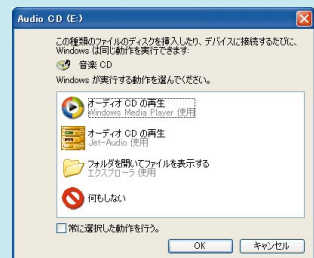 Audio CD (E:)
この種類のファイルのディスクを挿入したり、デバイスに接続するたびに、
Windows は同じ動作を実行できます:
音楽 CD
Windows が実行する動作を選んでください。
オーディオ CD の再生
Windows Media Player 使用
オーディオ CD の再生
Jet-Audio 使用
フォルダを開いてファイルを表示する
エクスプローラ 使用
何もしない
常に選択した動作を行う。
OK
キャンセル